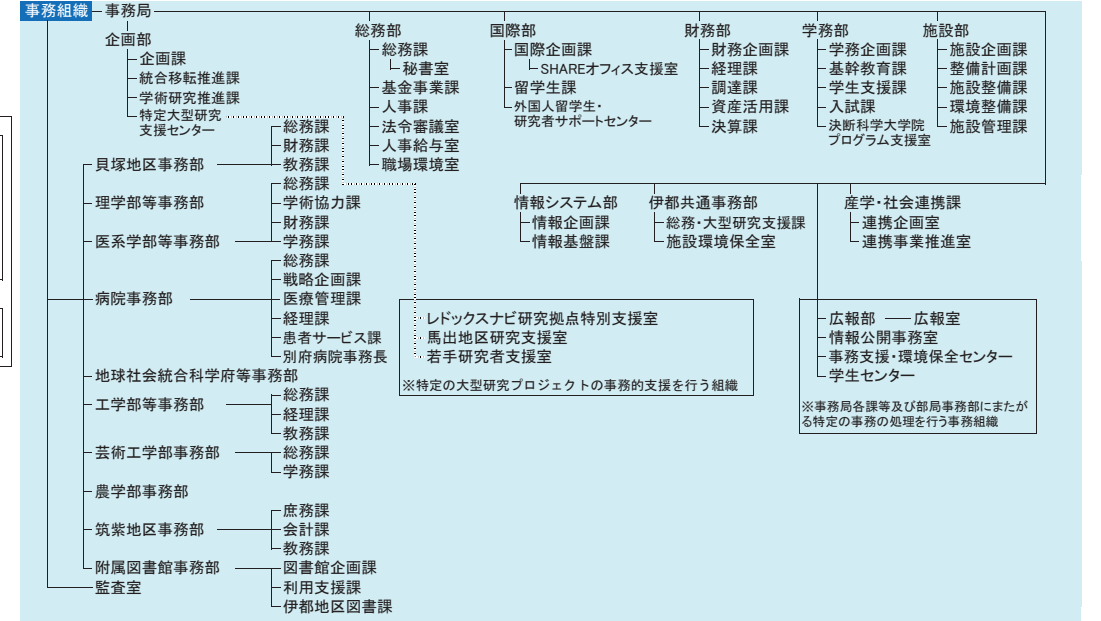 事務組織
事務局
企画部
企画課
統合移転推進課
学術研究推進課
特定大型研究
支援センター
総務部
総務課
秘書室
基金事業課
人事課
法令審議室
人事給与室
職場環境室
国際部
国際企画課
SHAREオフィス支援室
留学生課
外国人留学生・
研究者サポートセンター
財務部
財務企画課
経理課
調達課
資産活用課
決算課
学務部
学務企画課
基幹教育課
学生支援課
入試課
決断科学大学院
プログラム支援室
施設部
施設企画課
整備計画課
施設整備課
環境整備課
施設管理課
情報システム部
情報企画課
情報基盤課
伊都共通事務部
総務・大型研究支援課
施設環境保全室
産学・社会連携課
連携企画室
連携事業推進室
レドックスナビ研究拠点特別支援室
馬出地区研究支援室
若手研究者支援室
※特定の大型研究プロジェクトの事務的支援を行う組織
広報部
広報室
情報公開事務室
事務支援・環境保全センター
学生センター
※事務局各課等及び部局事務部にまたが
る特定の事務の処理を行う事務組織
貝塚地区事務部
総務課
財務課
教務課
理学部等事務部
医系学部等事務部
総務課
学術協力課
財務課
学務課
病院事務部
総務課
戦略企画課
医療管理課
経理課
患者サービス課
別府病院事務長
地球社会統合科学府等事務部
工学部等事務部
総務課
経理課
教務課
芸術工学部事務部
総務課
学務課
農学部事務部
筑紫地区事務部
庶務課
会計課
教務課
附属図書館事務部
図書館企画課
利用支援課
伊都地区図書課
監査室